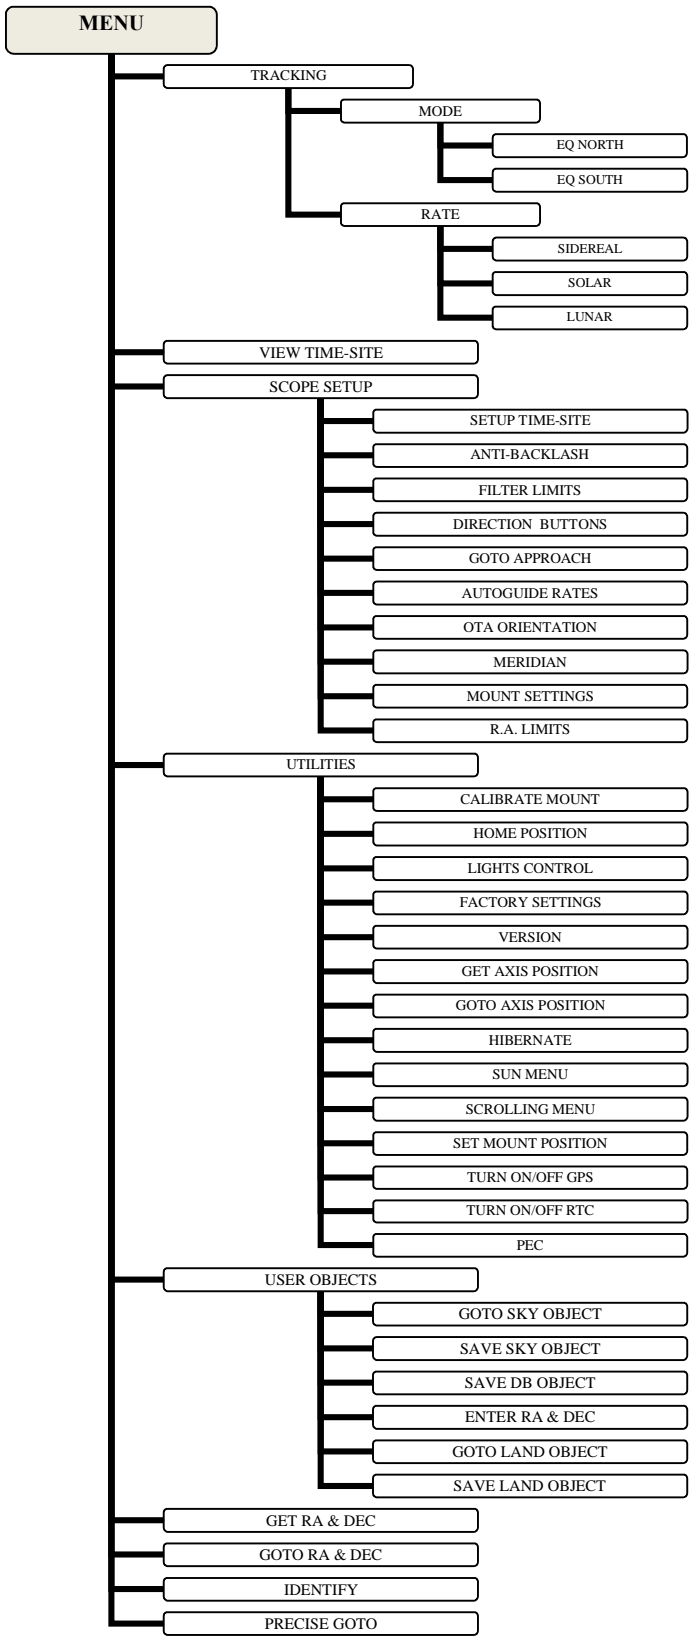 MENU
TRACKING
MODE
EQ NORTH
EQ SOUTH
RATE
SIDEREAL
SOLAR
LUNAR
VIEW TIME-SITE
SCOPE SETUP
SETUP TIME-SITE
ANTI-BACKLASH
FILTER LIMITS
DIRECTION BUTTONS
GOTO APPROACH
AUTOGUIDE RATES
OTA ORIENTATION
MERIDIAN
MOUNT SETTINGS
R.A. LIMITS
UTILITIES
CALIBRATE MOUNT
HOME POSITION
LIGHTS CONTROL
FACTORY SETTINGS
VERSION
GET AXIS POSITION
GOTO AXIS POSITION
HIBERNATE
SUN MENU
SCROLLING MENU
SET MOUNT POSITION
TURN ON/OFF GPS
TURN ON/OFF RTC
PEC
USER OBJECTS
GOTO SKY OBJECT
SAVE SKY OBJECT
SAVE DB OBJECT
ENTER RA & DEC
GOTO LAND OBJECT
SAVE LAND OBJECT
GET RA & DEC
GOTO RA & DEC
IDENTIFY
PRECISE GOTO